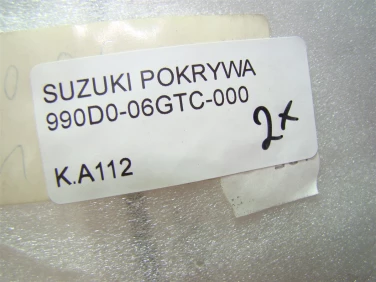 SUZUKI POKRYWA
990D0-06GTC-000
2x
K.A112